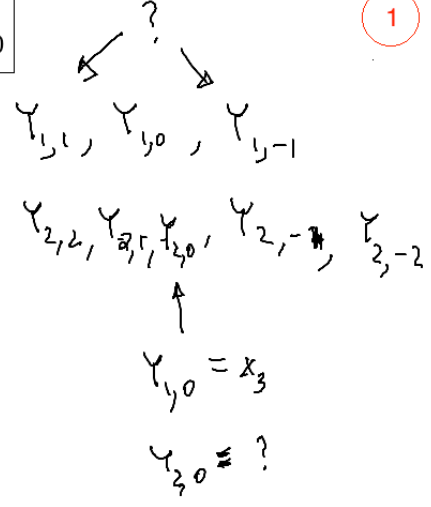 ?
1
Y₁,₁, Y₁,₀, Y₁,₋₁
Y₂,₂, Y₂,₁, Y₂,₀, Y₂,₋₁, Y₂,₋₂
Y₁,₀ = x₃
Y₂,₀ = ?